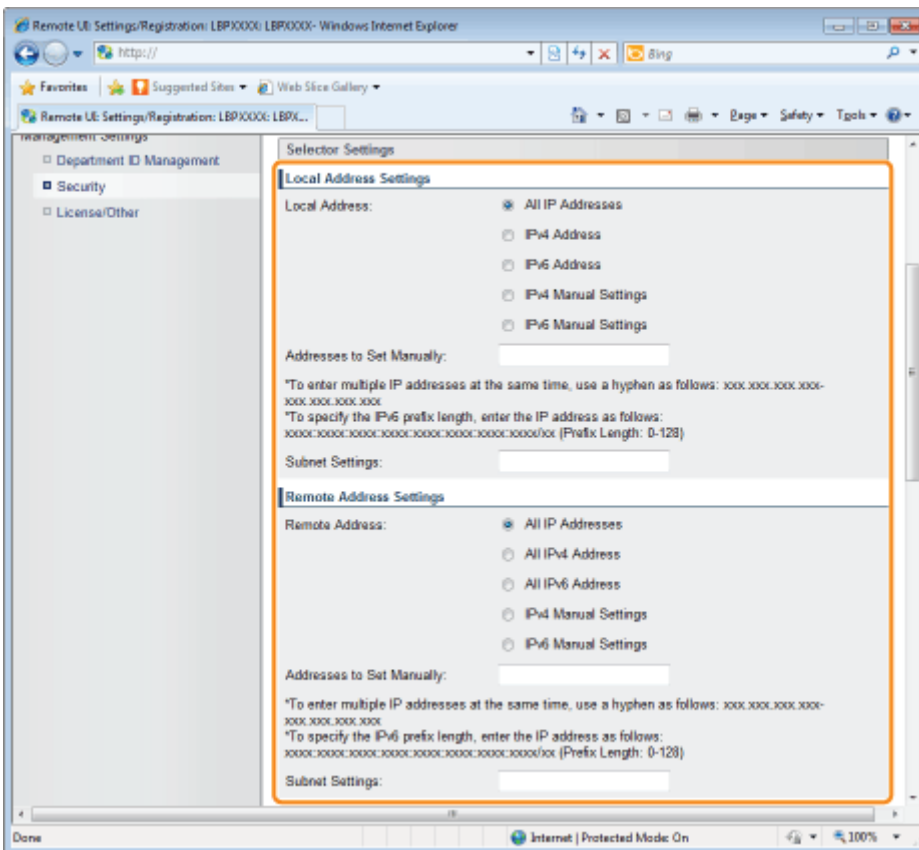 Remote UI: Settings/Registration: LBPXXXX: LBPXXXX- Windows Internet Explorer
http://
Bing
Favorites Suggested Sites Web Slice Gallery
Remote UI: Settings/Registration: LBPXXXX: LBPX...
Page Safety Tools
Management Settings
Department ID Management
Security
License/Other
Selector Settings
Local Address Settings
Local Address: All IP Addresses
IPv4 Address
IPv6 Address
IPv4 Manual Settings
IPv6 Manual Settings
Addresses to Set Manually:
*To enter multiple IP addresses at the same time, use a hyphen as follows: xxx.xxx.xxx.xxx-
xxx.xxx.xxx.xxx
*To specify the IPv6 prefix length, enter the IP address as follows:
xxxx:xxxx:xxxx:xxxx:xxxx:xxxx:xxxx:xxxx/xx (Prefix Length: 0-128)
Subnet Settings:
Remote Address Settings
Remote Address: All IP Addresses
All IPv4 Address
All IPv6 Address
IPv4 Manual Settings
IPv6 Manual Settings
Addresses to Set Manually:
*To enter multiple IP addresses at the same time, use a hyphen as follows: xxx.xxx.xxx.xxx-
xxx.xxx.xxx.xxx
*To specify the IPv6 prefix length, enter the IP address as follows:
xxxx:xxxx:xxxx:xxxx:xxxx:xxxx:xxxx:xxxx/xx (Prefix Length: 0-128)
Subnet Settings:
Done Internet | Protected Mode: On 100%